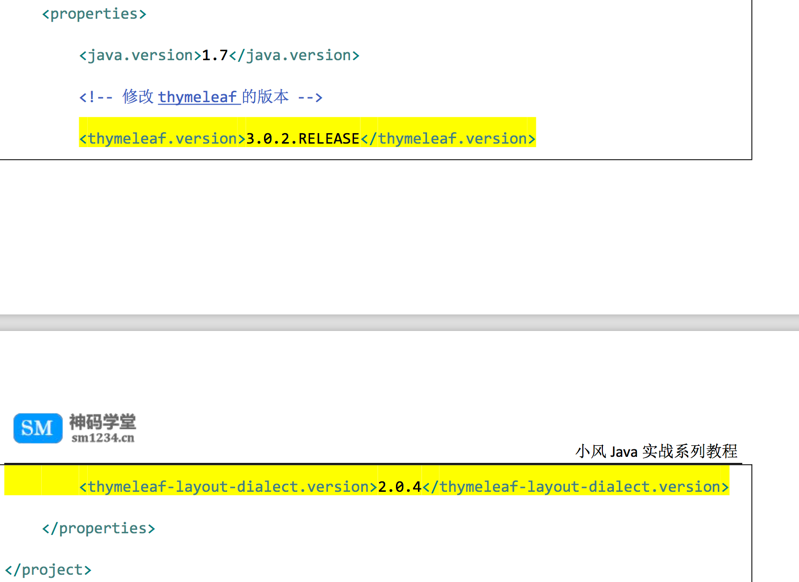 <properties>
<java.version>1.7</java.version>
<!-- 修改 thymeleaf 的版本 -->
<thymeleaf.version>3.0.2.RELEASE</thymeleaf.version>
SM 神码学堂
sm1234.cn
小风 Java 实战系列教程
<thymeleaf-layout-dialect.version>2.0.4</thymeleaf-layout-dialect.version>
</properties>
</project>